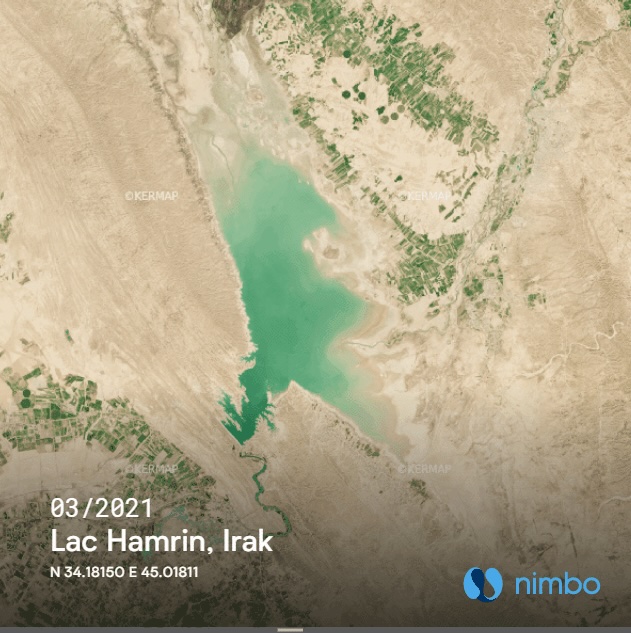 ©KERMAP ©KERMAP
©KERMAP ©KERMAP
03/2021
Lac Hamrin, Irak
N 34.18150 E 45.01811
nimbo